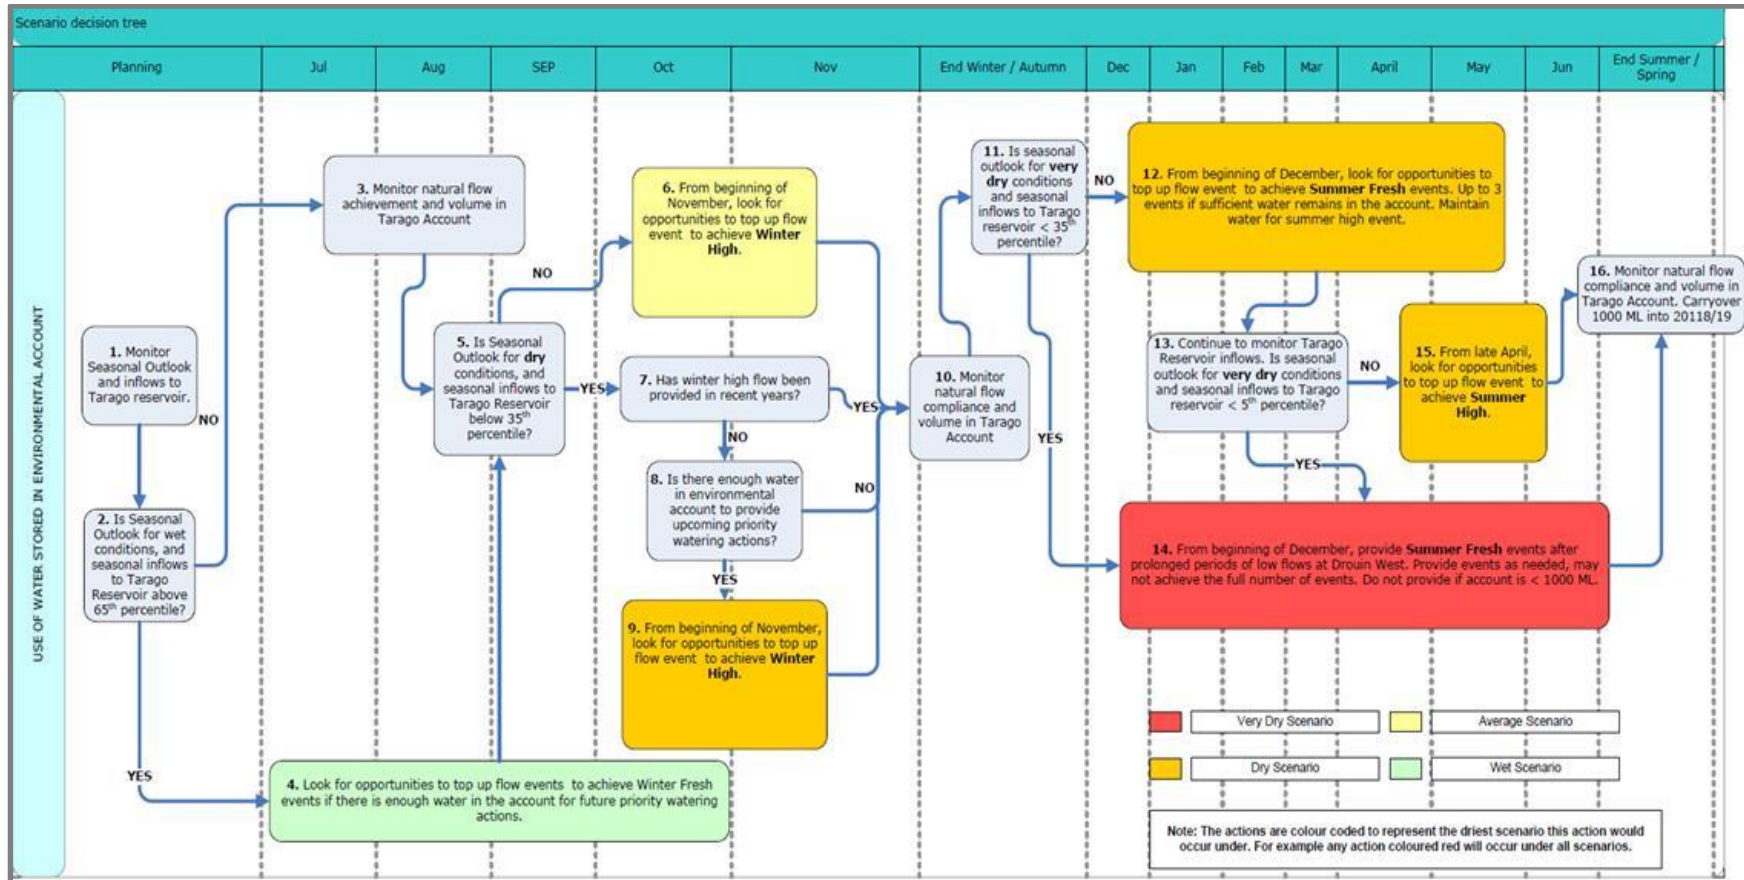 Scenario decision tree
Planning
Jul
Aug
SEP
Oct
Nov
End Winter / Autumn
Dec
Jan
Feb
Mar
April
May
Jun
End Summer /
Spring
USE OF WATER STORED IN ENVIRONMENTAL ACCOUNT
1. Monitor
Seasonal Outlook
and inflows to
Tarago reservoir.
2. Is Seasonal
Outlook for wet
conditions, and
seasonal inflows
to Tarago
Reservoir above
65th percentile?
NO
YES
3. Monitor natural flow
achievement and volume in
Tarago Account
4. Look for opportunities to top up flow events to achieve Winter Fresh
events if there is enough water in the account for future priority watering
actions.
5. Is Seasonal
Outlook for dry
conditions, and
seasonal inflows to
Tarago Reservoir
below 35th
percentile?
NO
YES
6. From beginning of
November, look for
opportunities to top up flow
event to achieve Winter
High.
7. Has winter high flow been
provided in recent years?
YES
NO
8. Is there enough water
in environmental
account to provide
upcoming priority
watering actions?
NO
YES
9. From beginning of November,
look for opportunities to top up
flow event to achieve Winter
High.
10. Monitor
natural flow
compliance and
volume in Tarago
Account
11. Is seasonal
outlook for very
dry conditions
and seasonal
inflows to Tarago
reservoir < 35th
percentile?
NO
YES
12. From beginning of December, look for opportunities to
top up flow event to achieve Summer Fresh events. Up to 3
events if sufficient water remains in the account. Maintain
water for summer high event.
13. Continue to monitor Tarago
Reservoir inflows. Is seasonal
outlook for very dry conditions
and seasonal inflows to Tarago
reservoir < 5th percentile?
NO
YES
14. From beginning of December, provide Summer Fresh events after
prolonged periods of low flows at Drouin West. Provide events as needed, may
not achieve the full number of events. Do not provide if account is < 1000 ML.
15. From late April,
look for opportunities
to top up flow event to
achieve Summer
High.
16. Monitor natural flow
compliance and volume in
Tarago Account. Carryover
1000 ML into 20118/19
Very Dry Scenario
Average Scenario
Dry Scenario
Wet Scenario
Note: The actions are colour coded to represent the driest scenario this action would
occur under. For example any action coloured red will occur under all scenarios.